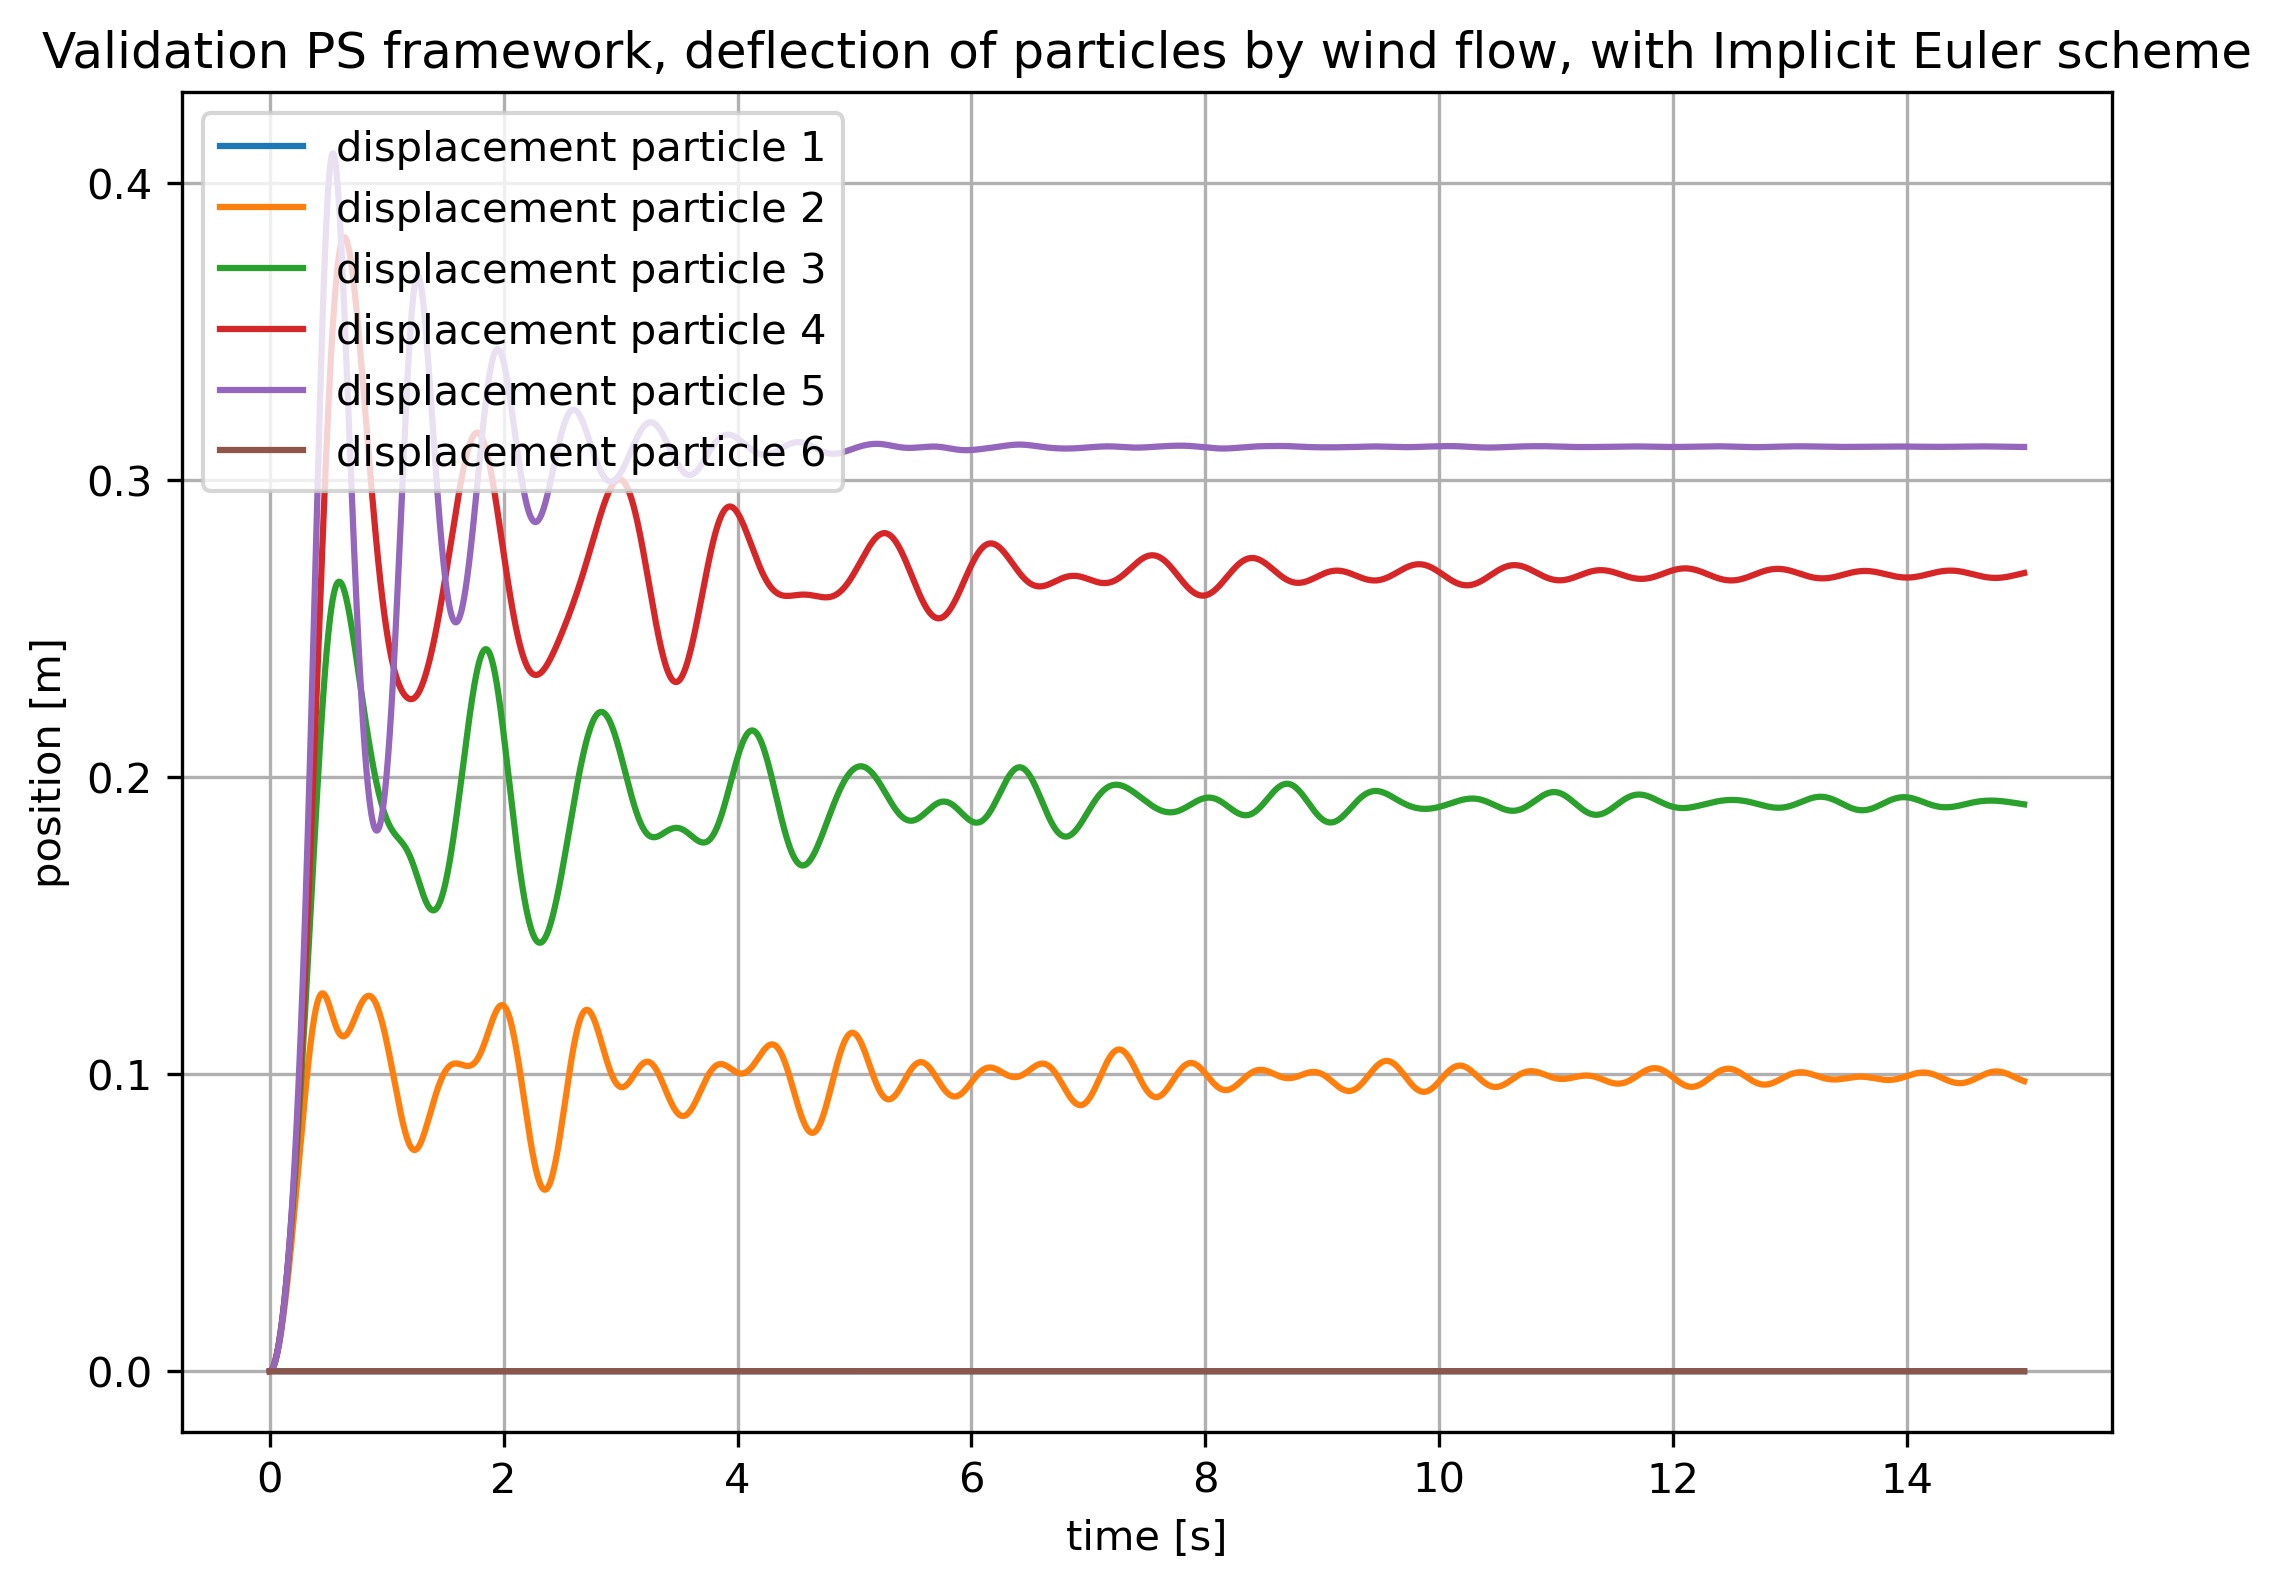 Validation PS framework, deflection of particles by wind flow, with Implicit Euler scheme
displacement particle 1
displacement particle 2
displacement particle 3
displacement particle 4
displacement particle 5
displacement particle 6
position [m]
0.4
0.3
0.2
0.1
0.0
0 2 4 6 8 10 12 14
time [s]